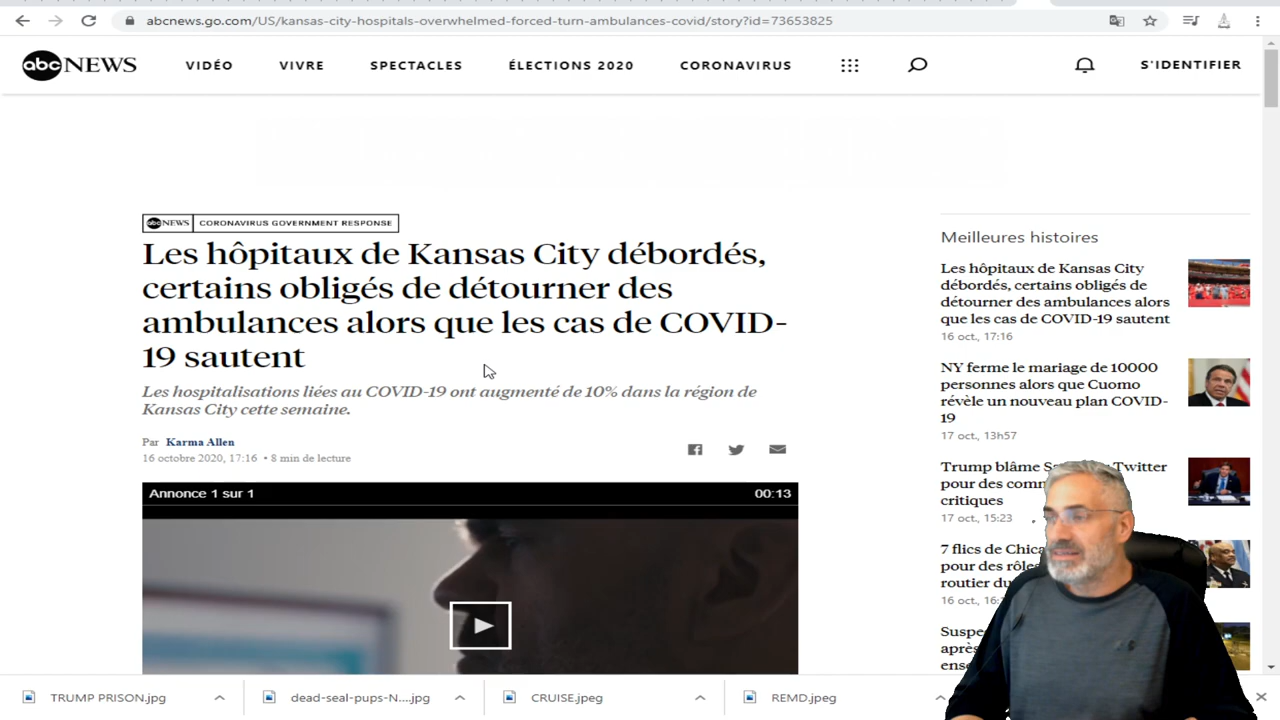 abcnews.go.com/US/kansas-city-hospitals-overwhelmed-forced-turn-ambulances-covid/story?id=73653825
abc NEWS
VIDÉO
VIVRE
SPECTACLES
ÉLECTIONS 2020
CORONAVIRUS
S'IDENTIFIER
abc NEWS CORONAVIRUS GOVERNMENT RESPONSE
Les hôpitaux de Kansas City débordés,
certains obligés de détourner des
ambulances alors que les cas de COVID-
19 sautent
Les hospitalisations liées au COVID-19 ont augmenté de 10% dans la région de
Kansas City cette semaine.
Par Karma Allen
16 octobre 2020, 17:16 • 8 min de lecture
Annonce 1 sur 1
00:13
Meilleures histoires
Les hôpitaux de Kansas City
débordés, certains obligés de
détourner des ambulances alors
que les cas de COVID-19 sautent
16 oct., 17:16
NY ferme le mariage de 10000
personnes alors que Cuomo
révèle un nouveau plan COVID-
19
17 oct., 13h57
Trump blâme Twitter
pour des
critiques
17 oct., 15:23
7 flics de
pour des
routier
16 oct.,
après
TRUMP PRISON.jpg
dead-seal-pups-N....jpg
CRUISE.jpeg
REMD.jpeg